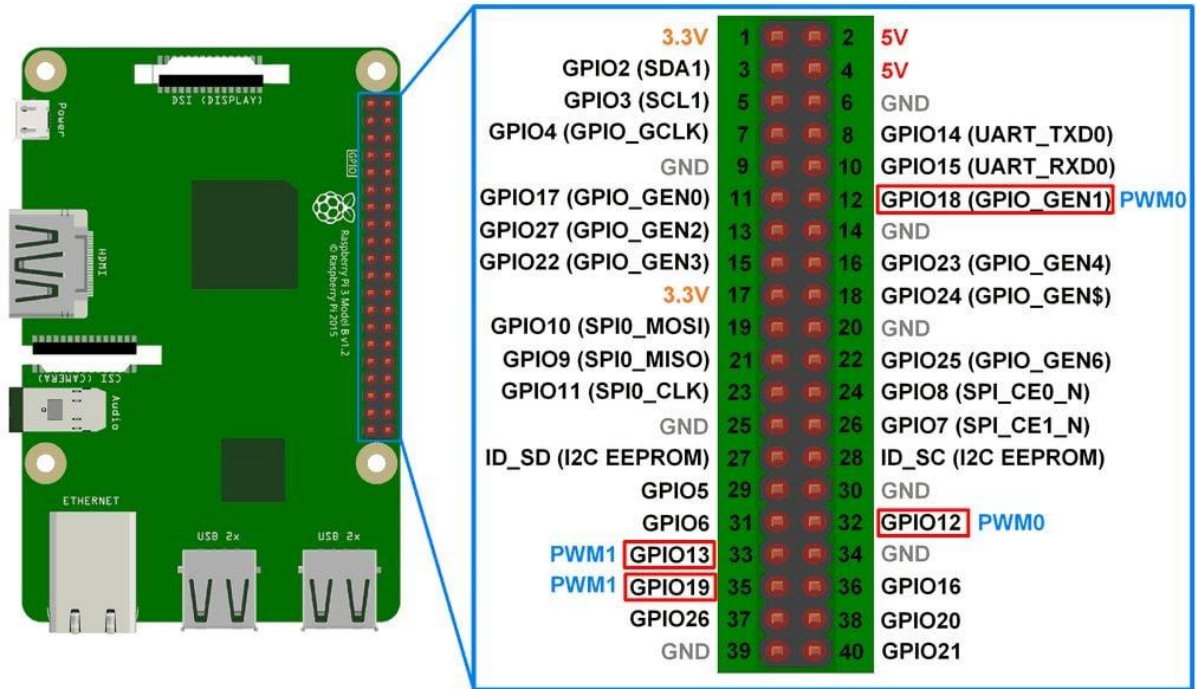 DSI (DISPLAY)
Power
GPIO
HDMI
Raspberry Pi 3 Model B v1.2
© Raspberry Pi 2015
CSI (CAMERA)
Audio
ETHERNET
USB 2x
USB 2x
3.3V 1 2 5V
GPIO2 (SDA1) 3 4 5V
GPIO3 (SCL1) 5 6 GND
GPIO4 (GPIO_GCLK) 7 8 GPIO14 (UART_TXD0)
GND 9 10 GPIO15 (UART_RXD0)
GPIO17 (GPIO_GEN0) 11 12 GPIO18 (GPIO_GEN1) PWM0
GPIO27 (GPIO_GEN2) 13 14 GND
GPIO22 (GPIO_GEN3) 15 16 GPIO23 (GPIO_GEN4)
3.3V 17 18 GPIO24 (GPIO_GEN$)
GPIO10 (SPI0_MOSI) 19 20 GND
GPIO9 (SPI0_MISO) 21 22 GPIO25 (GPIO_GEN6)
GPIO11 (SPI0_CLK) 23 24 GPIO8 (SPI_CE0_N)
GND 25 26 GPIO7 (SPI_CE1_N)
ID_SD (I2C EEPROM) 27 28 ID_SC (I2C EEPROM)
GPIO5 29 30 GND
GPIO6 31 32 GPIO12 PWM0
PWM1 GPIO13 33 34 GND
PWM1 GPIO19 35 36 GPIO16
GPIO26 37 38 GPIO20
GND 39 40 GPIO21